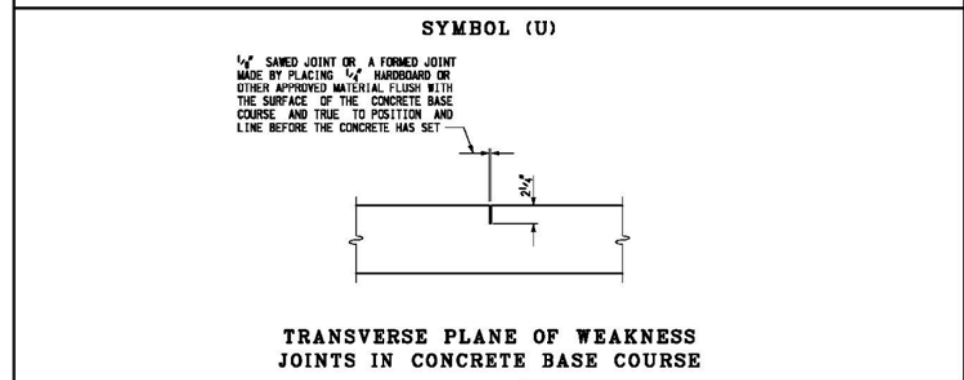 SYMBOL (U)
1/8" SAWED JOINT OR A FORMED JOINT
MADE BY PLACING 1/4" HARDBOARD OR
OTHER APPROVED MATERIAL FLUSH WITH
THE SURFACE OF THE CONCRETE BASE
COURSE AND TRUE TO POSITION AND
LINE BEFORE THE CONCRETE HAS SET
2 1/4"
TRANSVERSE PLANE OF WEAKNESS
JOINTS IN CONCRETE BASE COURSE